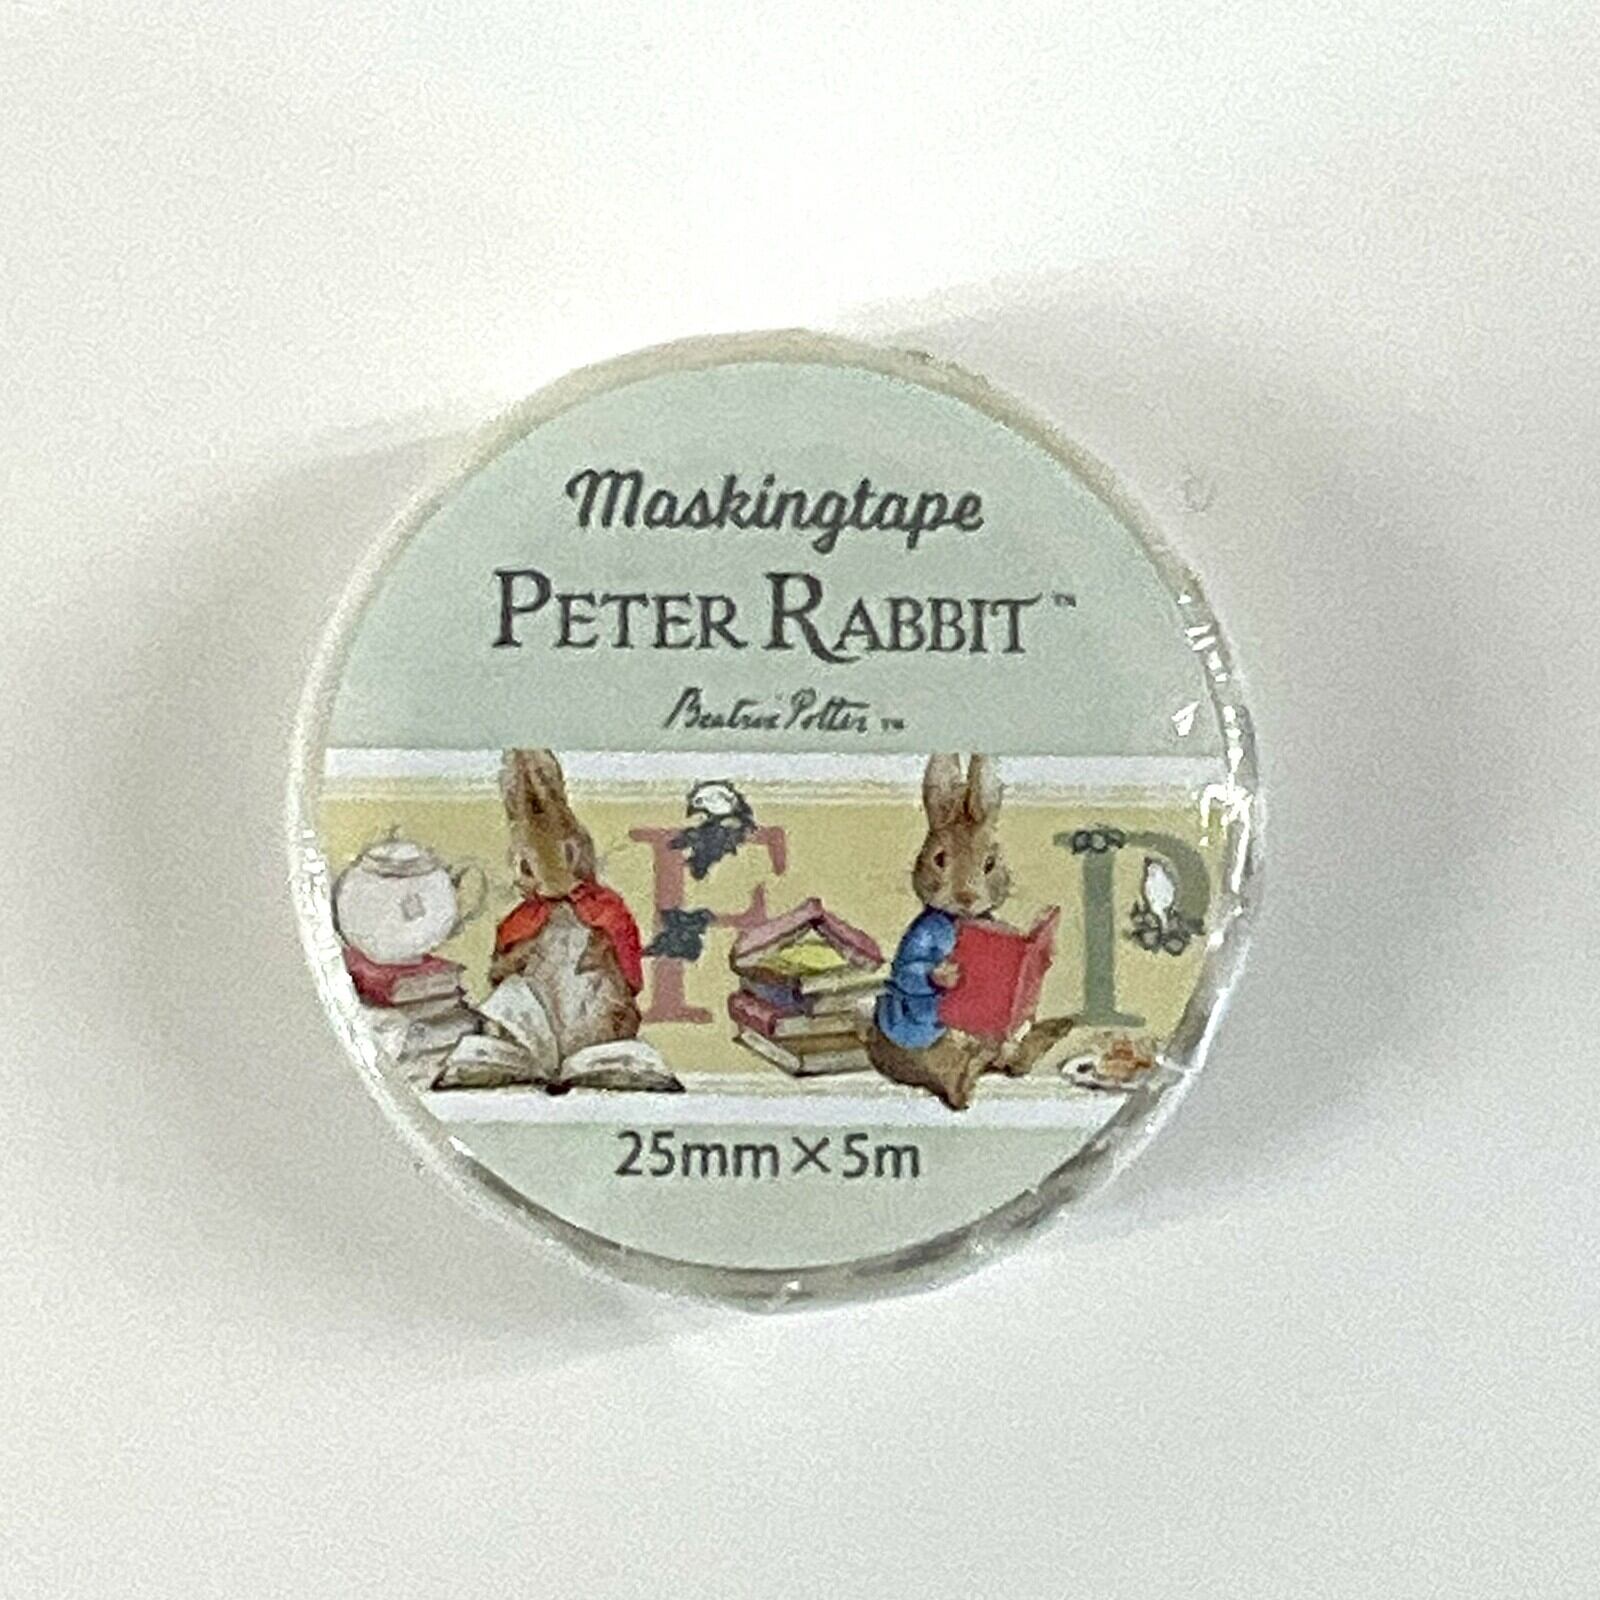 Maskingtape
PETER RABBIT™
Beatrix Potter™
F P
25mm×5m